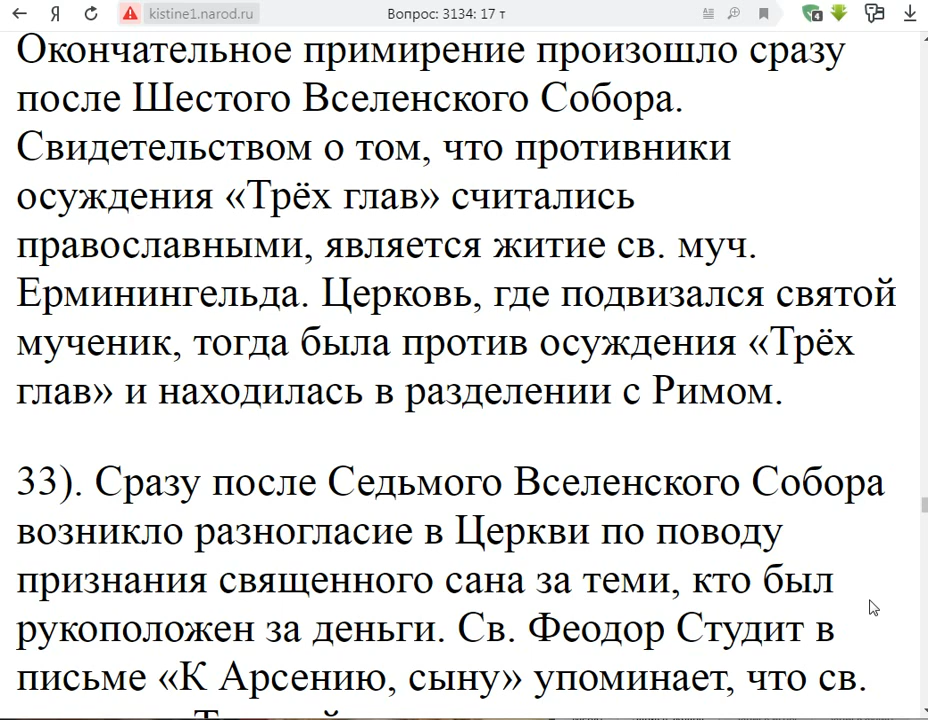 kistine1.narod.ru
Вопрос: 3134: 17 т
4
Окончательное примирение произошло сразу
после Шестого Вселенского Собора.
Свидетельством о том, что противники
осуждения «Трёх глав» считались
православными, является житие св. муч.
Ерминингельда. Церковь, где подвизался святой
мученик, тогда была против осуждения «Трёх
глав» и находилась в разделении с Римом.
33). Сразу после Седьмого Вселенского Собора
возникло разногласие в Церкви по поводу
признания священного сана за теми, кто был
рукоположен за деньги. Св. Феодор Студит в
письме «К Арсению, сыну» упоминает, что св.